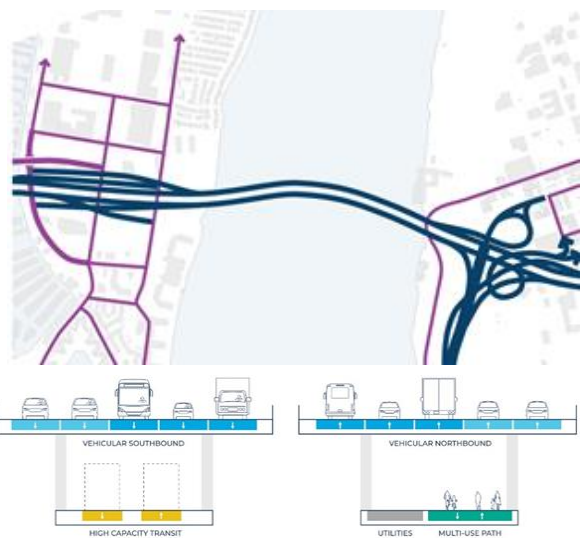 VEHICULAR SOUTHBOUND
VEHICULAR NORTHBOUND
HIGH CAPACITY TRANSIT
UTILITIES
MULTI-USE PATH